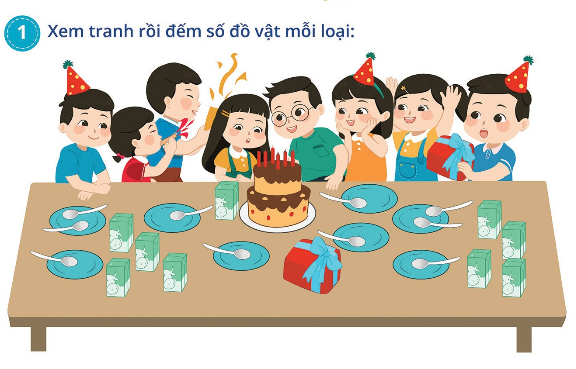 1 Xem tranh rồi đếm số đồ vật mỗi loại: